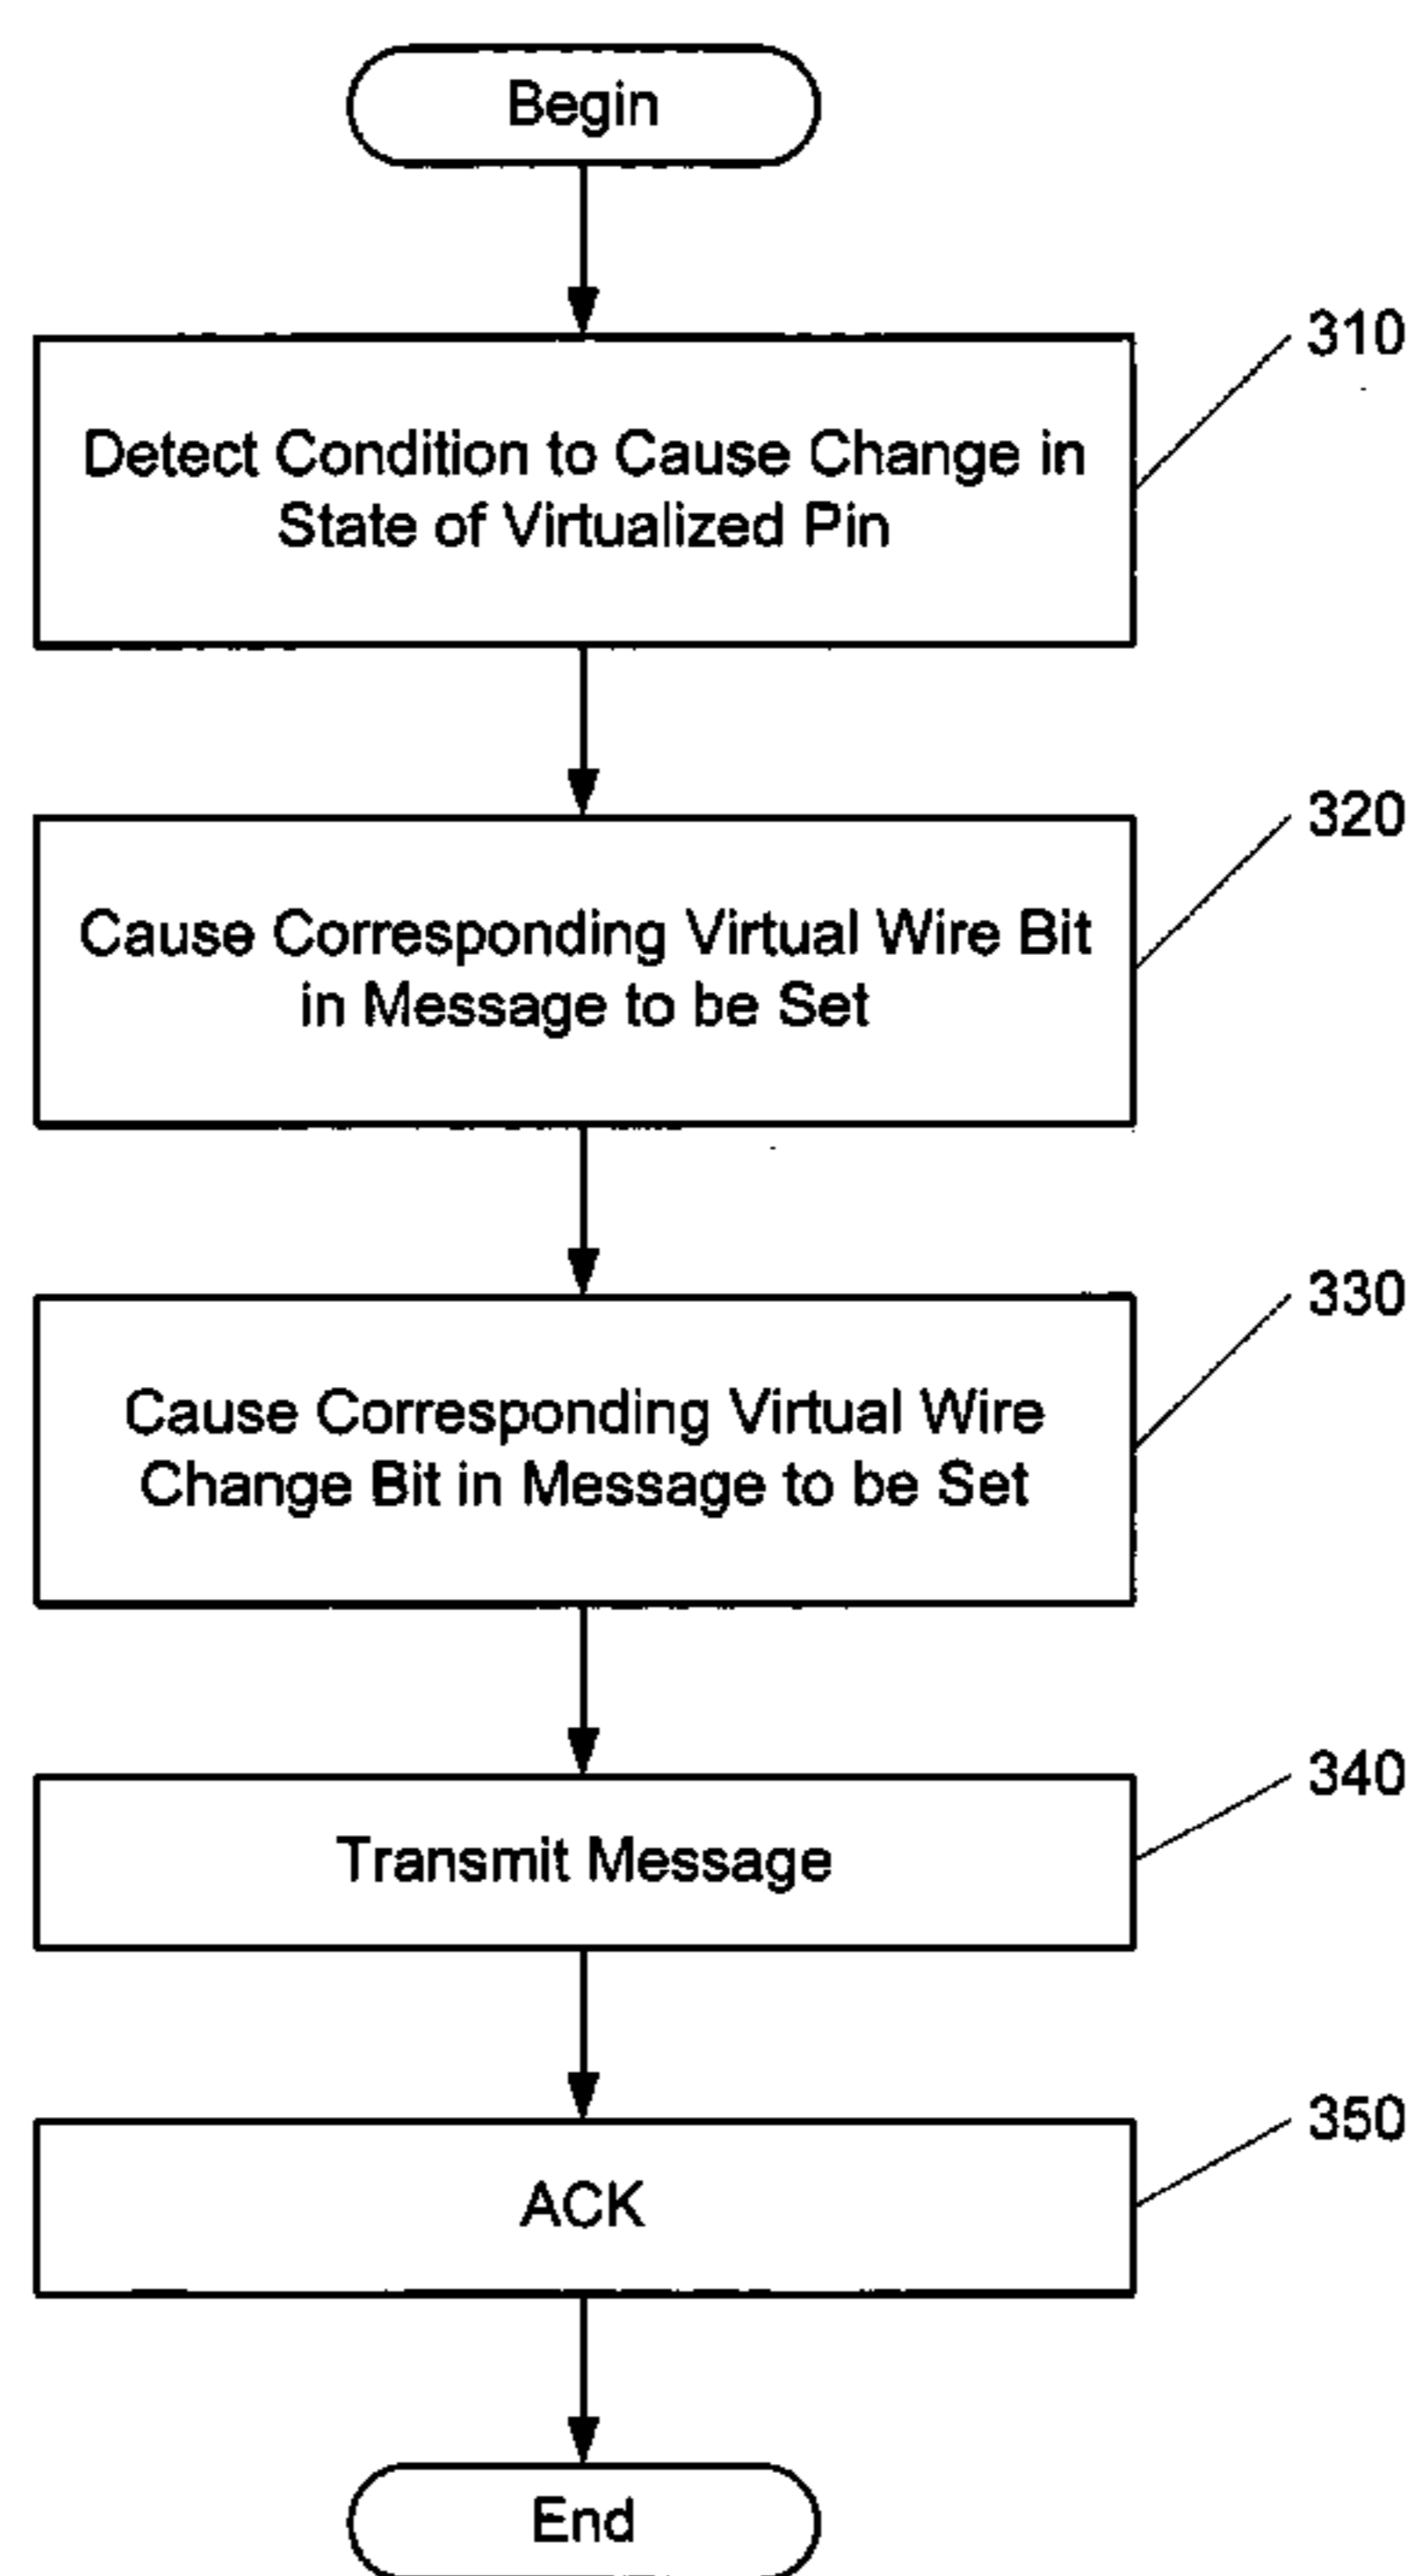 Begin
310
Detect Condition to Cause Change in
State of Virtualized Pin
320
Cause Corresponding Virtual Wire Bit
in Message to be Set
330
Cause Corresponding Virtual Wire
Change Bit in Message to be Set
340
Transmit Message
350
ACK
End